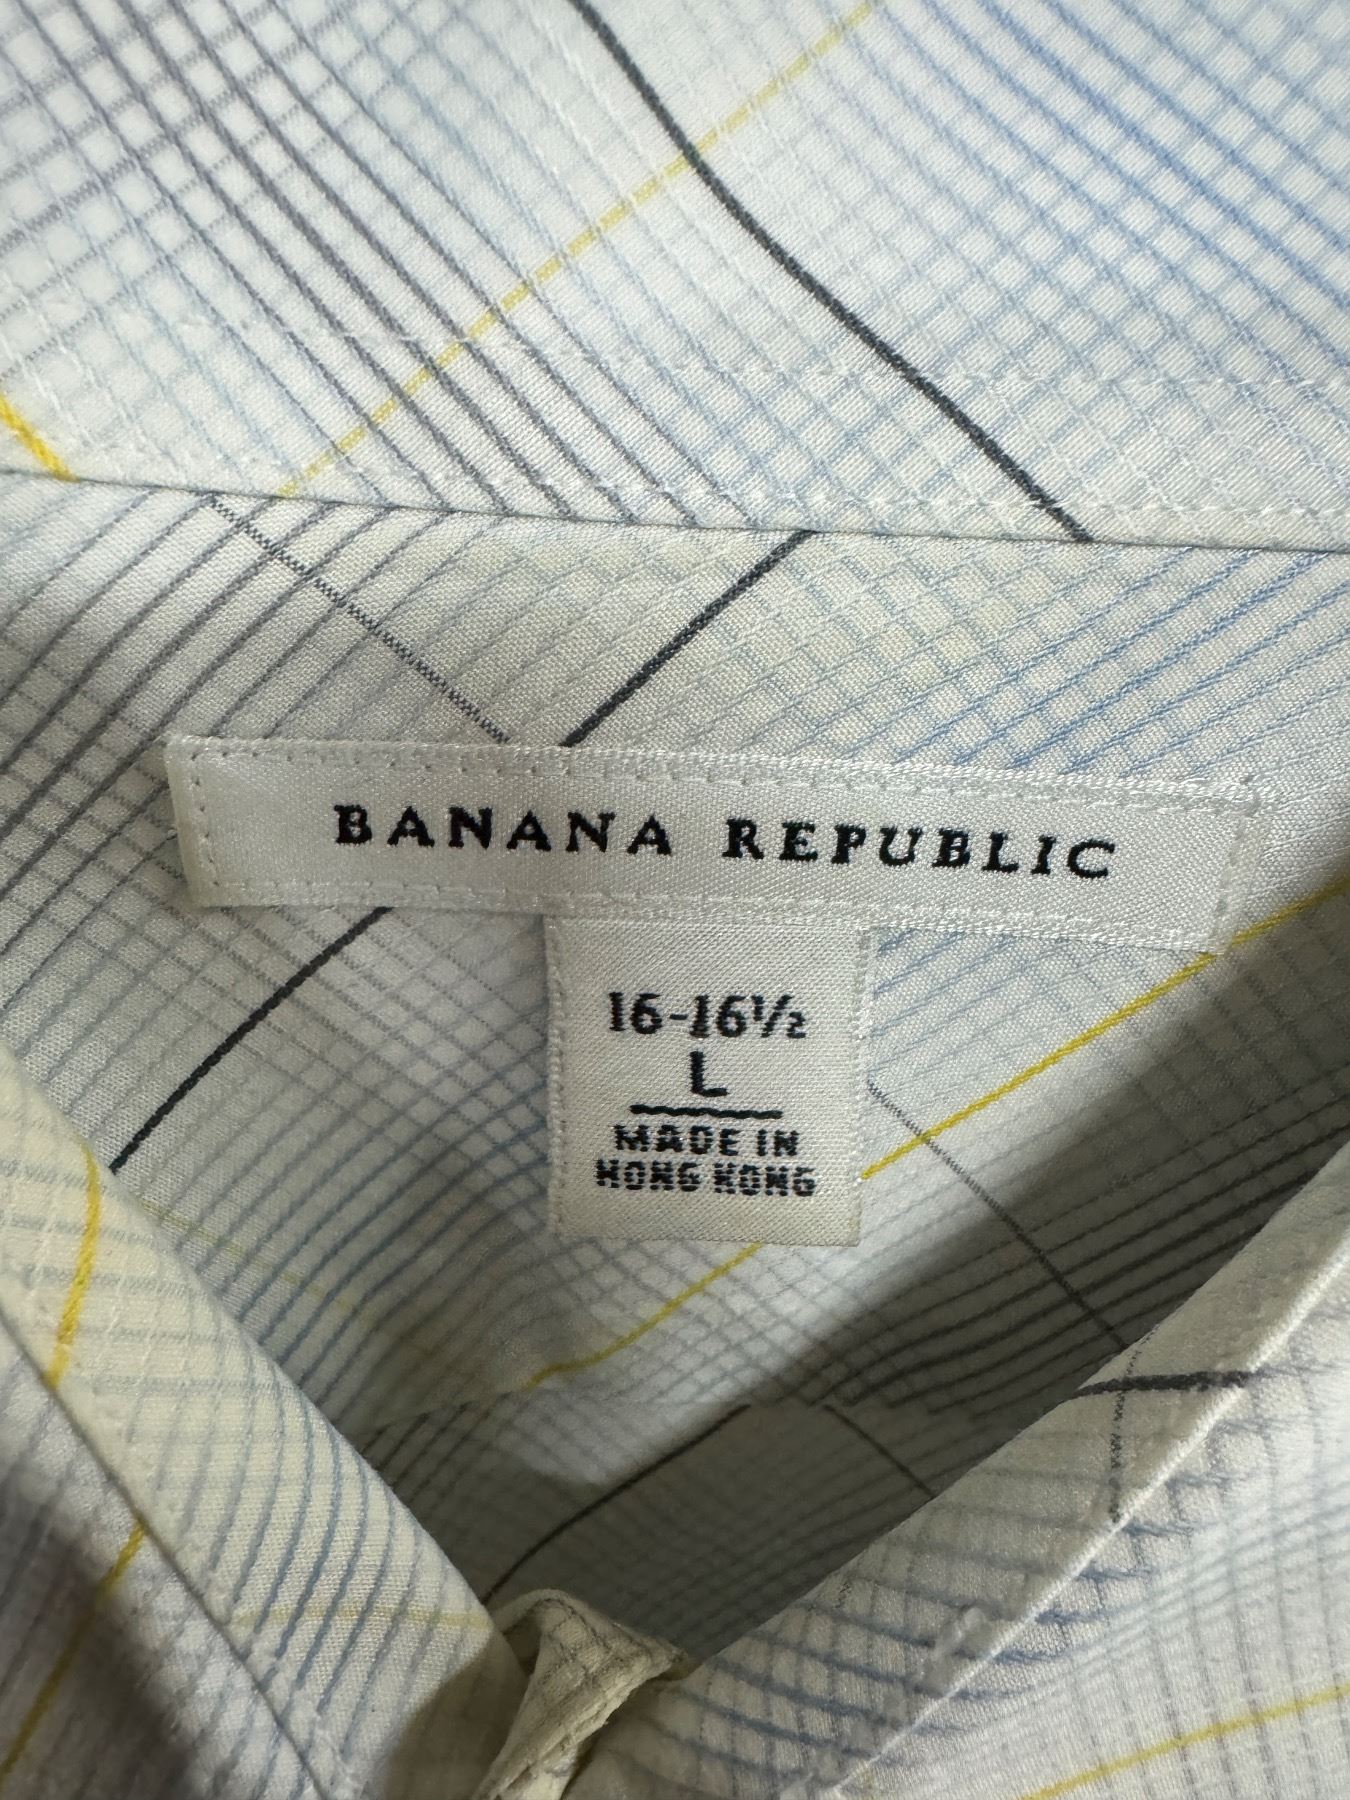 BANANA REPUBLIC
16-16½
L
MADE IN
HONG KONG